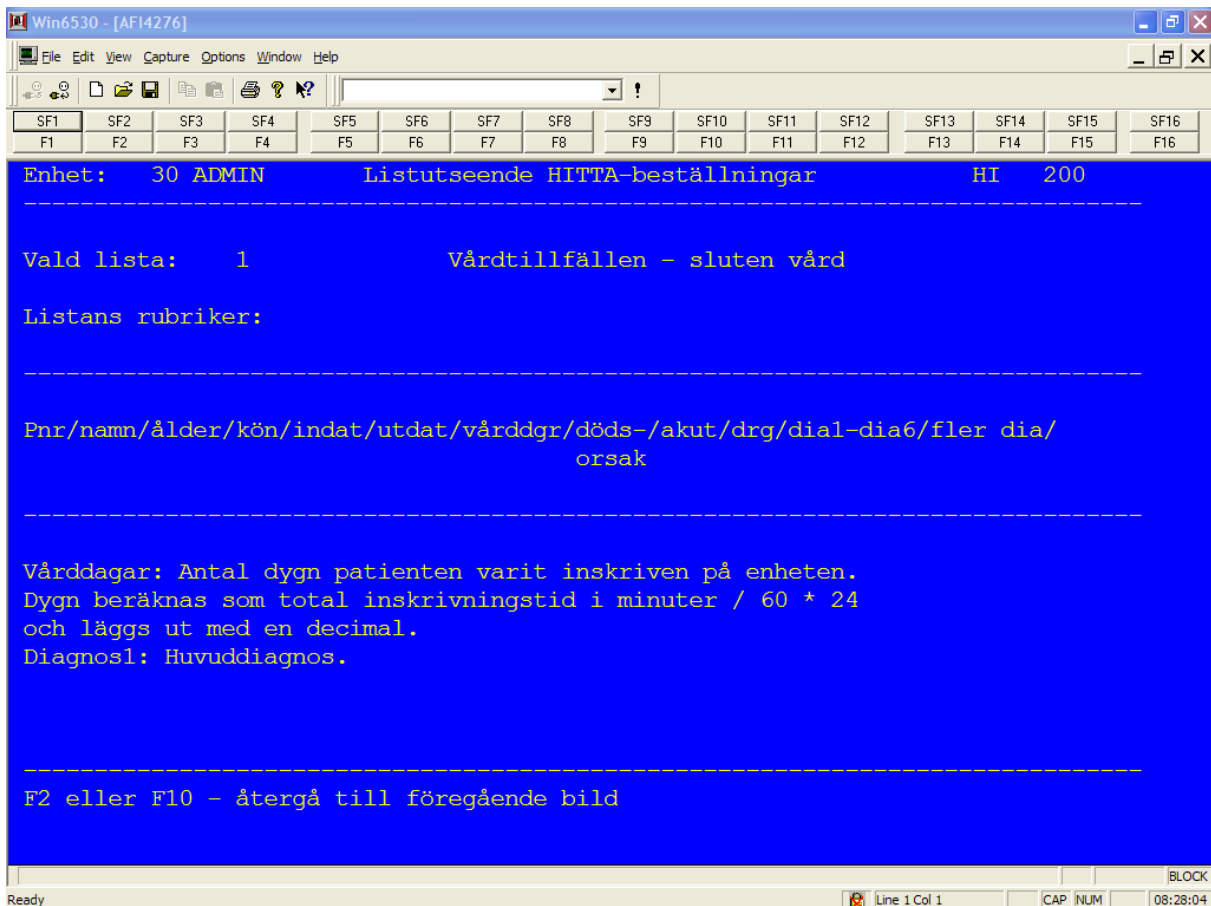 Win6530 - [AFI4276]
File Edit View Capture Options Window Help
SF1 SF2 SF3 SF4 SF5 SF6 SF7 SF8 SF9 SF10 SF11 SF12 SF13 SF14 SF15 SF16
F1 F2 F3 F4 F5 F6 F7 F8 F9 F10 F11 F12 F13 F14 F15 F16
Enhet: 30 ADMIN Listutseende HITTA-beställningar HI 200
Vald lista: 1 Vårdtillfällen - sluten vård
Listans rubriker:
Pnr/namn/ålder/kön/indat/utdat/vårddgr/döds-/akut/drg/dia1-dia6/fler dia/
orsak
Vårddagar: Antal dygn patienten varit inskriven på enheten.
Dygn beräknas som total inskrivningstid i minuter / 60 * 24
och läggs ut med en decimal.
Diagnos1: Huvuddiagnos.
F2 eller F10 - återgå till föregående bild
BLOCK
Ready Line 1 Col 1 CAP NUM 08:28:04